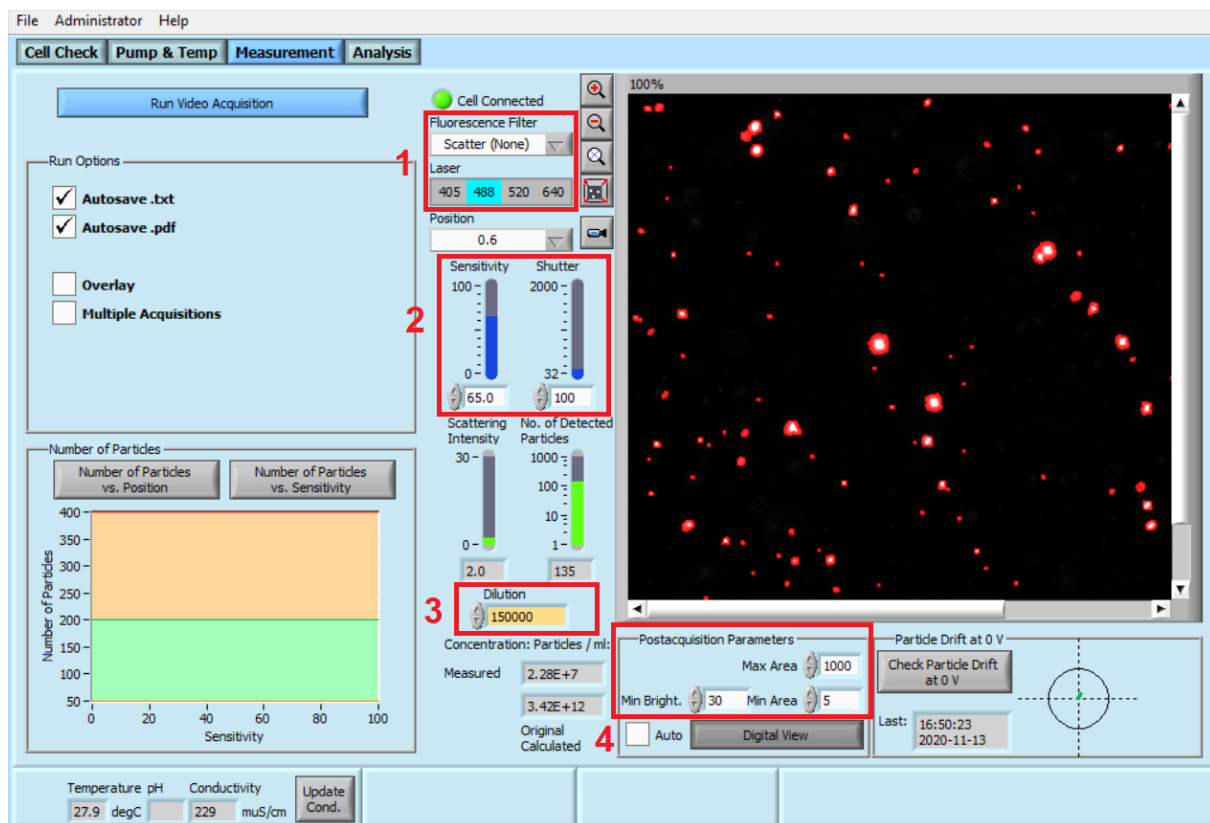 File Administrator Help
Cell Check Pump & Temp Measurement Analysis
Run Video Acquisition
Run Options
Autosave .txt
Autosave .pdf
Overlay
Multiple Acquisitions
Number of Particles
Number of Particles
vs. Position
Number of Particles
vs. Sensitivity
Number of Particles
400
350
300
250
200
150
100
50
0 20 40 60 80 100
Sensitivity
Cell Connected
1
Fluorescence Filter
Scatter (None)
Laser
405 488 520 640
Position
0.6
2
Sensitivity Shutter
100 2000
0 32
65.0 100
Scattering
Intensity
No. of Detected
Particles
30 1000
100
10
0 1
2.0 135
3
Dilution
150000
Concentration: Particles / ml:
Measured 2.28E+7
3.42E+12
Original
Calculated
100%
4
Postacquisition Parameters
Max Area 1000
Min Bright. 30 Min Area 5
Auto Digital View
Particle Drift at 0 V
Check Particle Drift
at 0 V
Last: 16:50:23
2020-11-13
Temperature pH Conductivity
27.9 degC 229 muS/cm
Update
Cond.